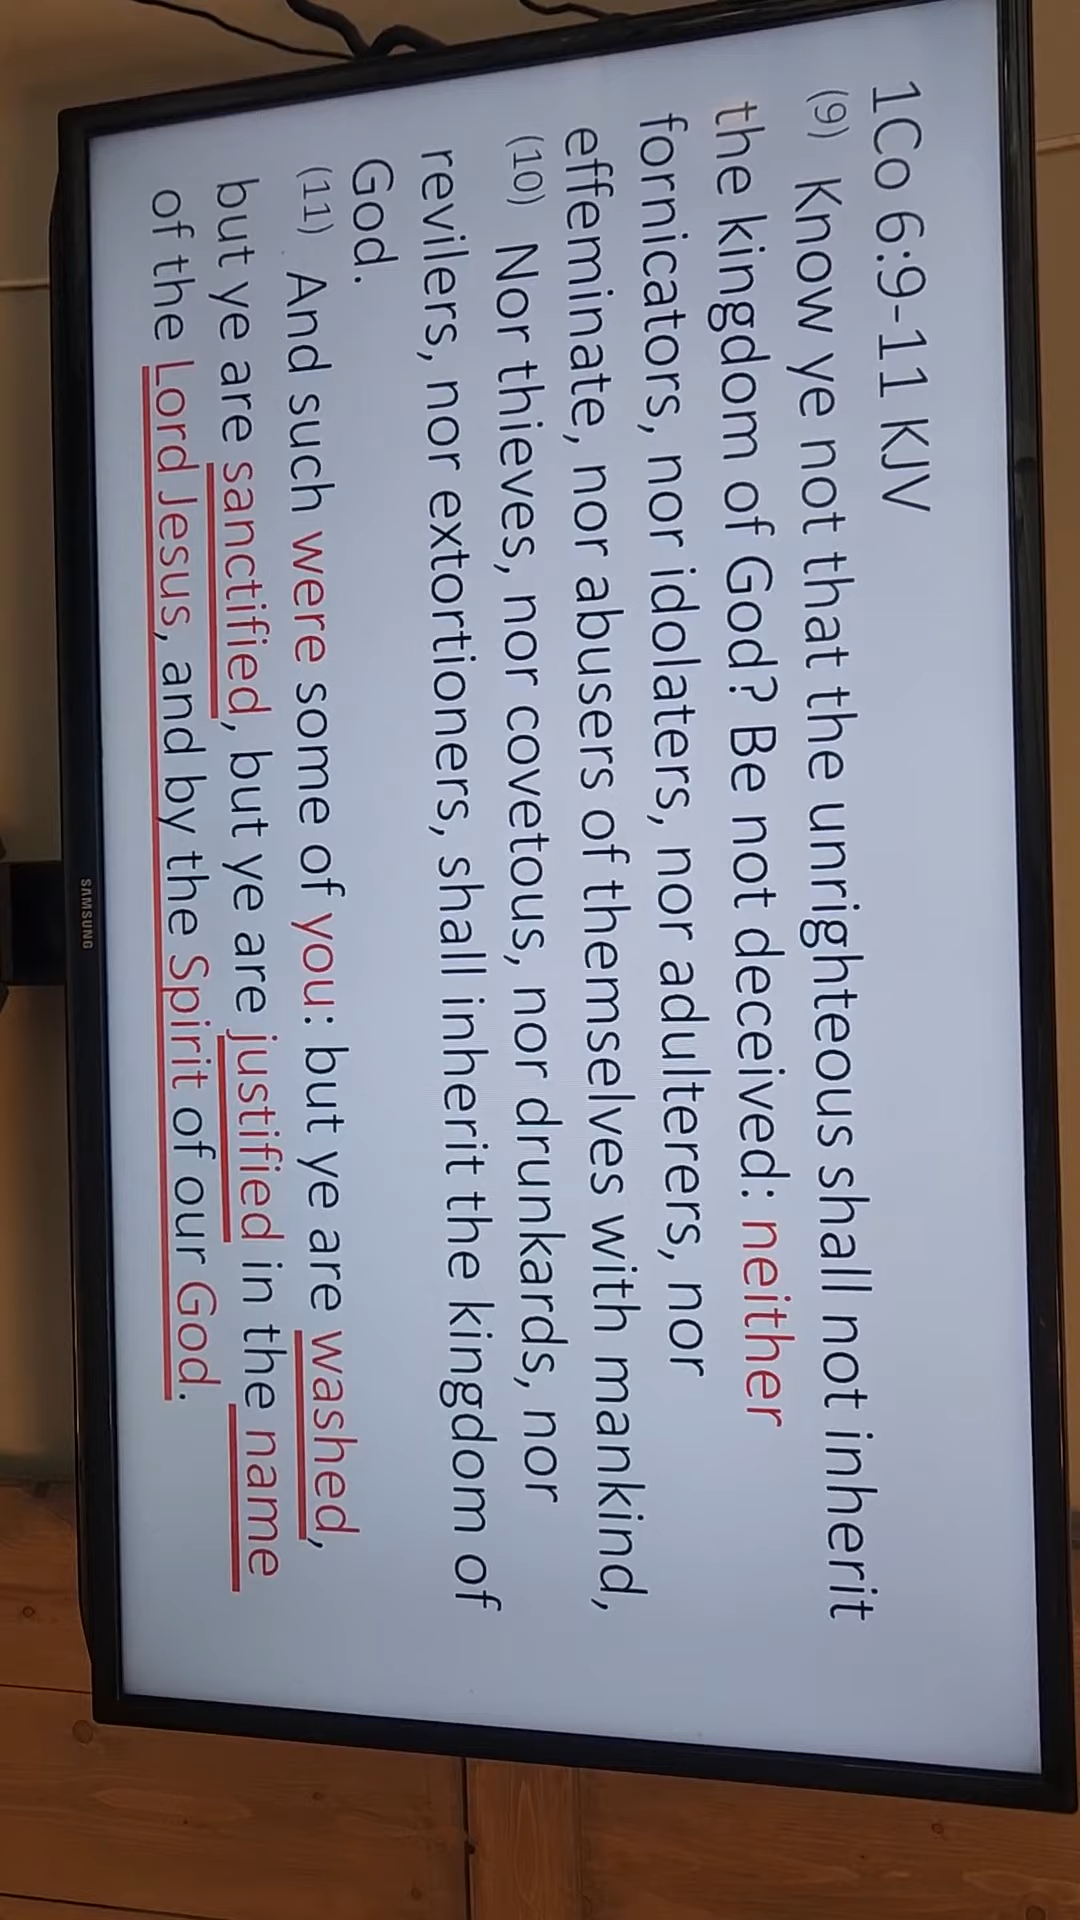 1Co 6:9-11 KJV
(9) Know ye not that the unrighteous shall not inherit
the kingdom of God? Be not deceived: neither
fornicators, nor idolaters, nor adulterers, nor
effeminate, nor abusers of themselves with mankind,
(10) Nor thieves, nor covetous, nor drunkards, nor
revilers, nor extortioners, shall inherit the kingdom of
God.
(11) And such were some of you: but ye are washed,
but ye are sanctified, but ye are justified in the name
of the Lord Jesus, and by the Spirit of our God.
SAMSUNG